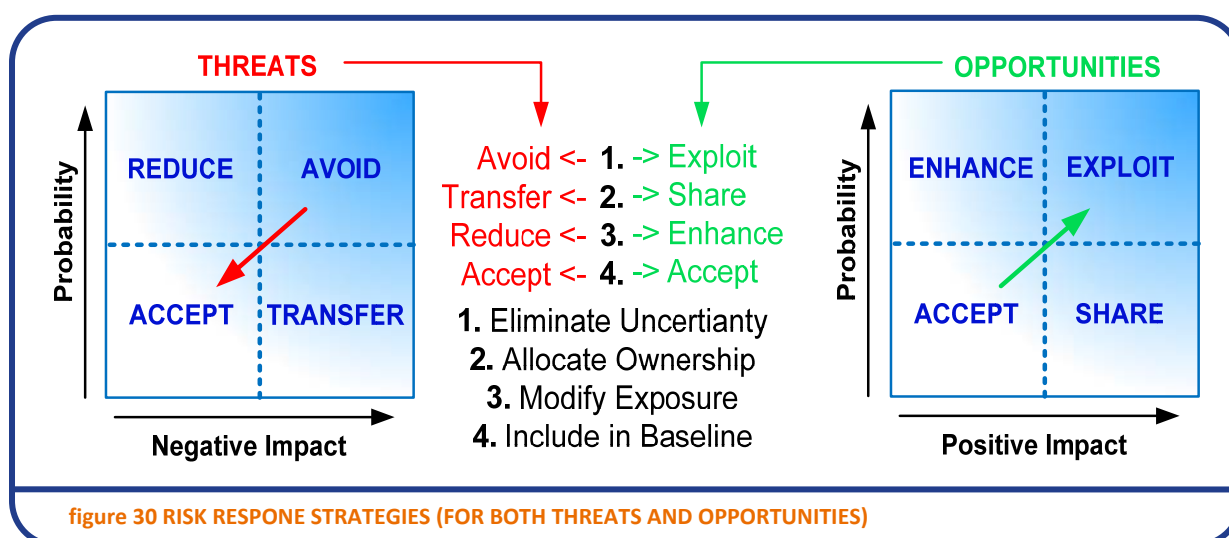 THREATS
OPPORTUNITIES
Probability
REDUCE AVOID
ACCEPT TRANSFER
Negative Impact
Avoid <- 1. -> Exploit
Transfer <- 2. -> Share
Reduce <- 3. -> Enhance
Accept <- 4. -> Accept
1. Eliminate Uncertianty
2. Allocate Ownership
3. Modify Exposure
4. Include in Baseline
Probability
ENHANCE EXPLOIT
ACCEPT SHARE
Positive Impact
figure 30 RISK RESPONE STRATEGIES (FOR BOTH THREATS AND OPPORTUNITIES)